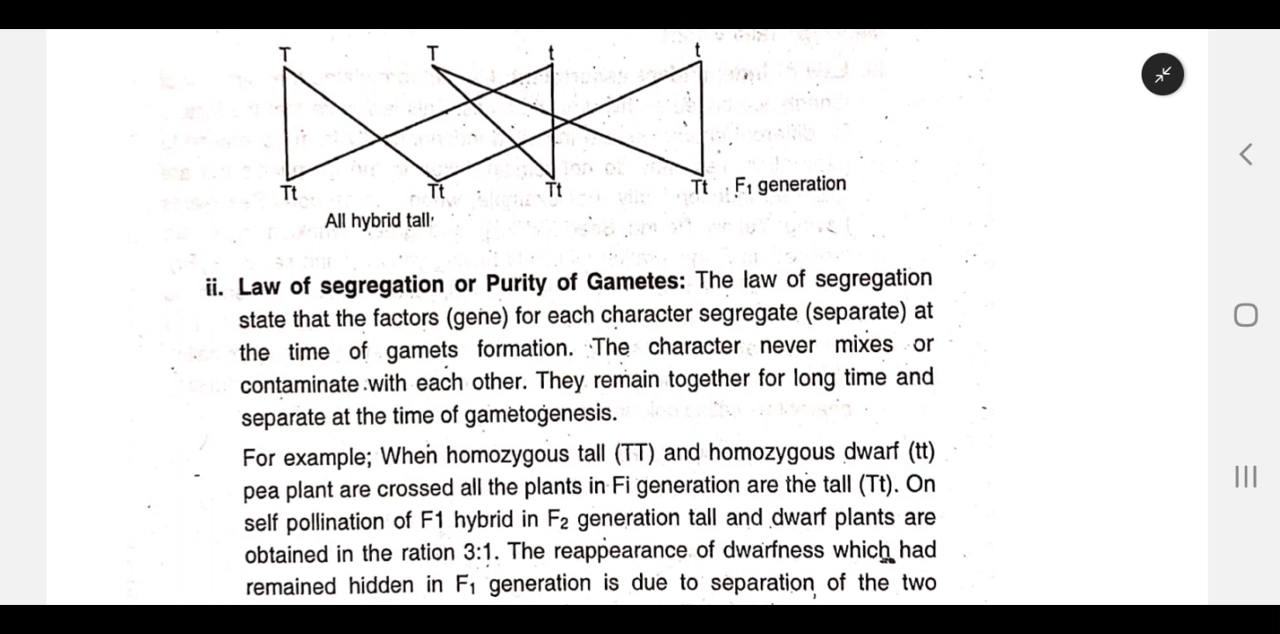 T T t t
Tt Tt Tt Tt F1 generation
All hybrid tall
ii. Law of segregation or Purity of Gametes: The law of segregation
state that the factors (gene) for each character segregate (separate) at
the time of gamets formation. The character never mixes or
contaminate with each other. They remain together for long time and
separate at the time of gametogenesis.
For example; When homozygous tall (TT) and homozygous dwarf (tt)
pea plant are crossed all the plants in Fi generation are the tall (Tt). On
self pollination of F1 hybrid in F2 generation tall and dwarf plants are
obtained in the ration 3:1. The reappearance of dwarfness which had
remained hidden in F1 generation is due to separation of the two